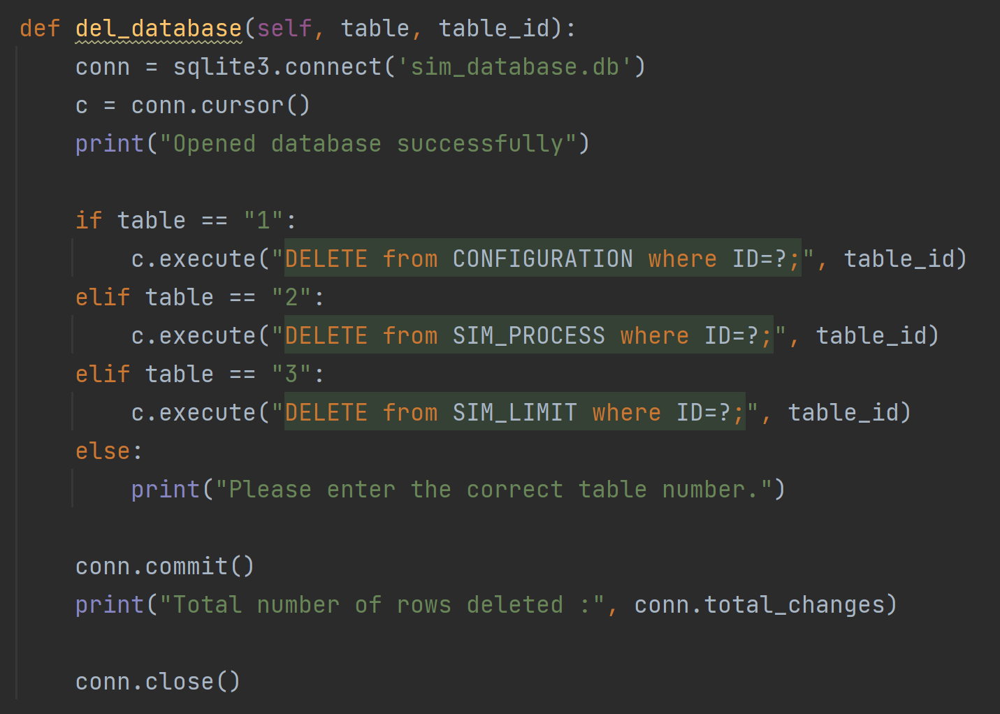 def del_database(self, table, table_id):
    conn = sqlite3.connect('sim_database.db')
    c = conn.cursor()
    print("Opened database successfully")

    if table == "1":
        c.execute("DELETE from CONFIGURATION where ID=?;", table_id)
    elif table == "2":
        c.execute("DELETE from SIM_PROCESS where ID=?;", table_id)
    elif table == "3":
        c.execute("DELETE from SIM_LIMIT where ID=?;", table_id)
    else:
        print("Please enter the correct table number.")

    conn.commit()
    print("Total number of rows deleted :", conn.total_changes)

    conn.close()